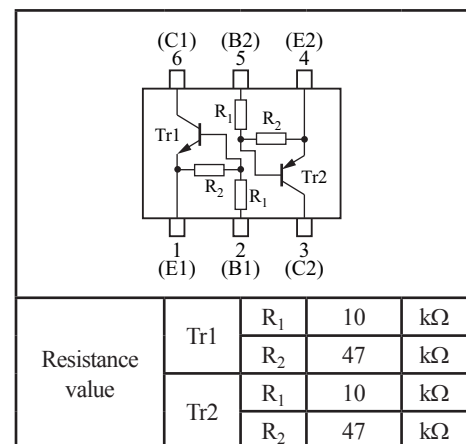 (C1) (B2) (E2)
6 5 4
R1
R2
Tr1
Tr2
R2
R1
1 2 3
(E1) (B1) (C2)
Resistance value
Tr1 R1 10 kΩ
R2 47 kΩ
Tr2 R1 10 kΩ
R2 47 kΩ